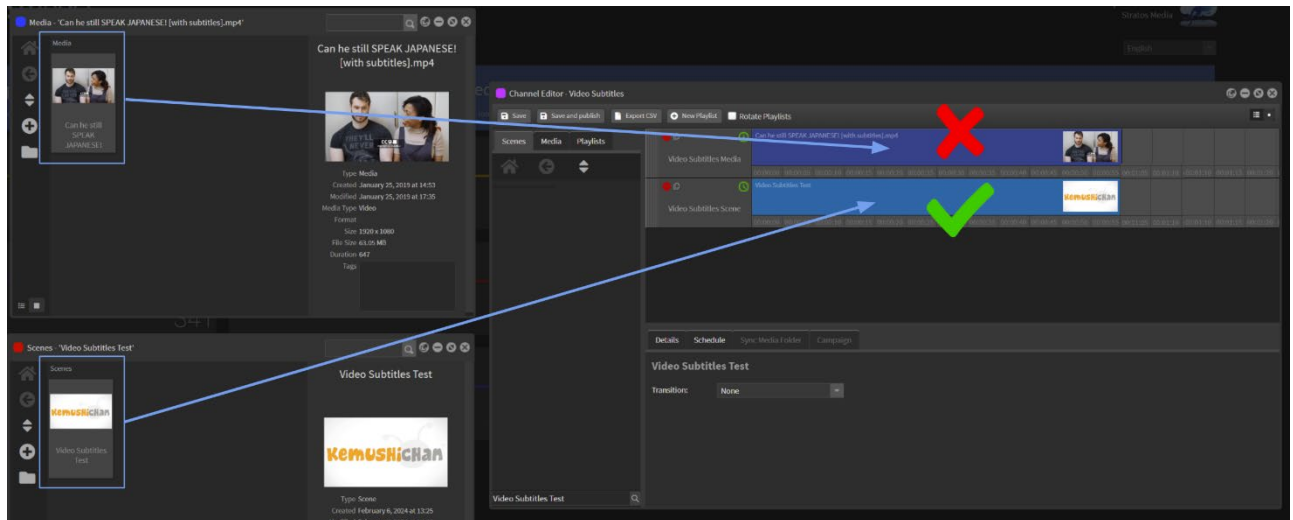 Stratos Media
English
Media - 'Can he still SPEAK JAPANESE! [with subtitles].mp4'
Media
Can he still
SPEAK
JAPANESE!
Can he still SPEAK JAPANESE!
[with subtitles].mp4
Type Media
Created January 25, 2019 at 14:53
Modified January 25, 2019 at 17:35
Media Type Video
Format
Size 1920 x 1080
File Size 63.05 MB
Duration 647
Tags
341
Scenes - 'Video Subtitles Test'
Scenes
KEMUSHiCHan
Video Subtitles
Test
Video Subtitles Test
KEMUSHiCHan
Type Scene
Created February 6, 2024 at 13:25
Channel Editor - Video Subtitles
Save
Save and publish
Export CSV
New Playlist
Rotate Playlists
Scenes
Media
Playlists
Video Subtitles Test
Video Subtitles Media
Can he still SPEAK JAPANESE! [with subtitles].mp4
Video Subtitles Scene
Video Subtitles Test
KEMUSHiCHan
Details
Schedule
Sync Media Folder
Campaign
Video Subtitles Test
Transition: None